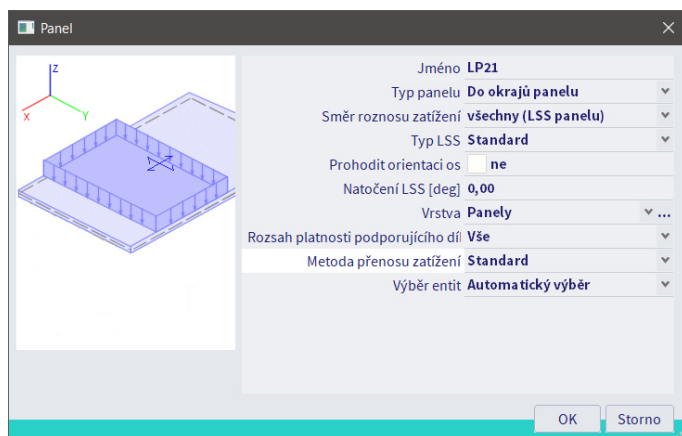 Panel
z
x
Y
Jméno LP21
Typ panelu Do okrajů panelu
Směr roznosu zatížení všechny (LSS panelu)
Typ LSS Standard
Prohodit orientaci os ne
Natočení LSS [deg] 0,00
Vrstva Panely ...
Rozsah platnosti podporujícího díl Vše
Metoda přenosu zatížení Standard
Výběr entit Automatický výběr
OK Storno